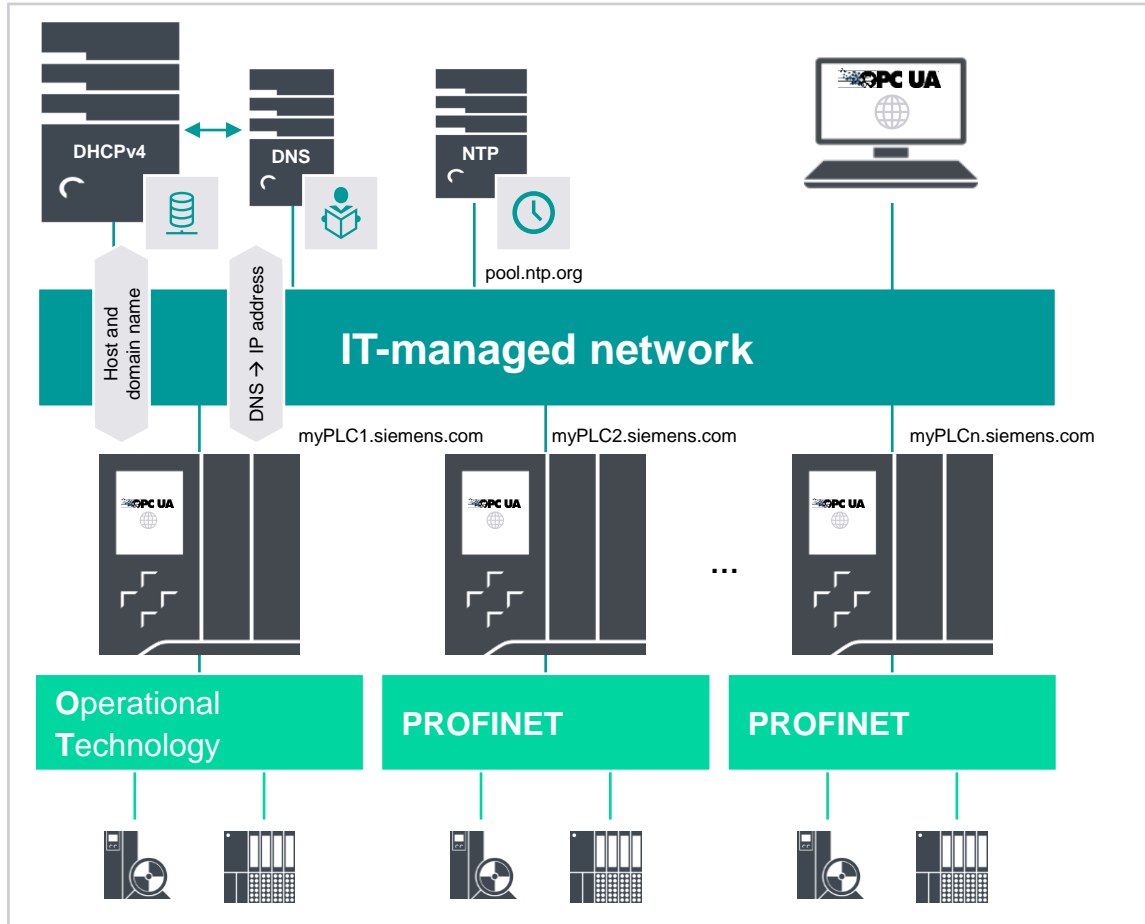 DHCPv4
DNS
NTP
OPC UA
pool.ntp.org
Host and
domain name
DNS → IP address
IT-managed network
myPLC1.siemens.com
myPLC2.siemens.com
myPLCn.siemens.com
OPC UA
OPC UA
OPC UA
...
Operational
Technology
PROFINET
PROFINET